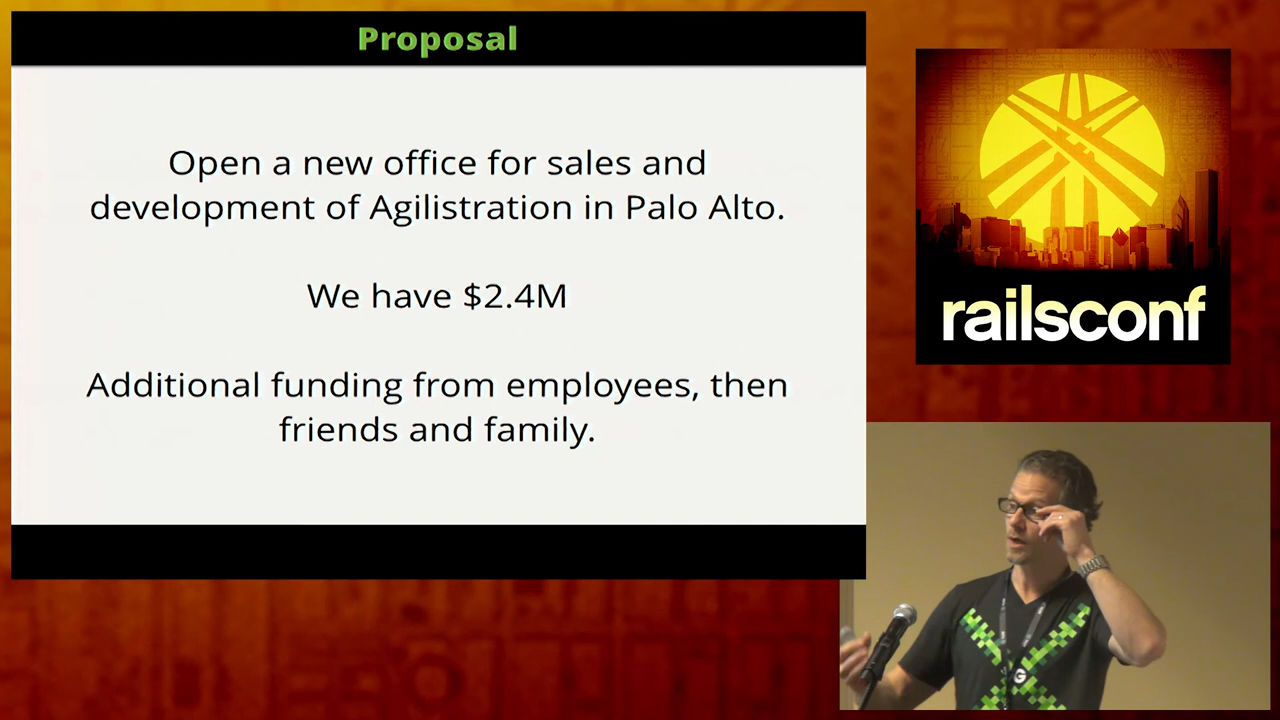 Proposal
Open a new office for sales and
development of Agilistration in Palo Alto.
We have $2.4M
Additional funding from employees, then
friends and family.
railsconf
G